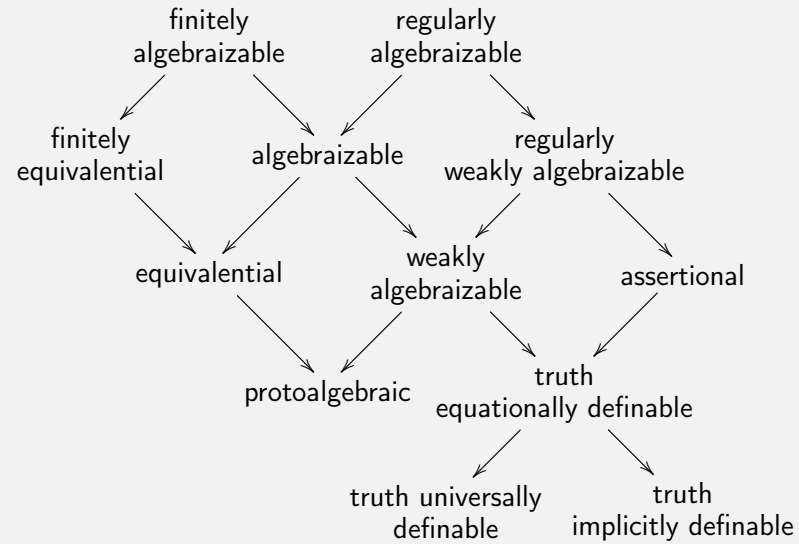 finitely
algebraizable
regularly
algebraizable
finitely
equivalential
algebraizable
regularly
weakly algebraizable
equivalential
weakly
algebraizable
assertional
protoalgebraic
truth
equationally definable
truth universally
definable
truth
implicitly definable